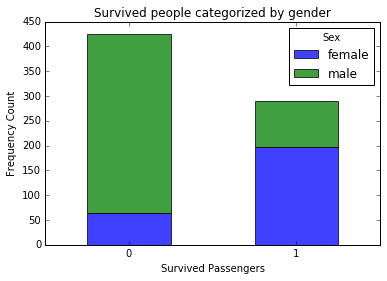 Survived people categorized by gender
450
400
350
300
250
200
150
100
50
0
Frequency Count
Sex
female
male
0
1
Survived Passengers